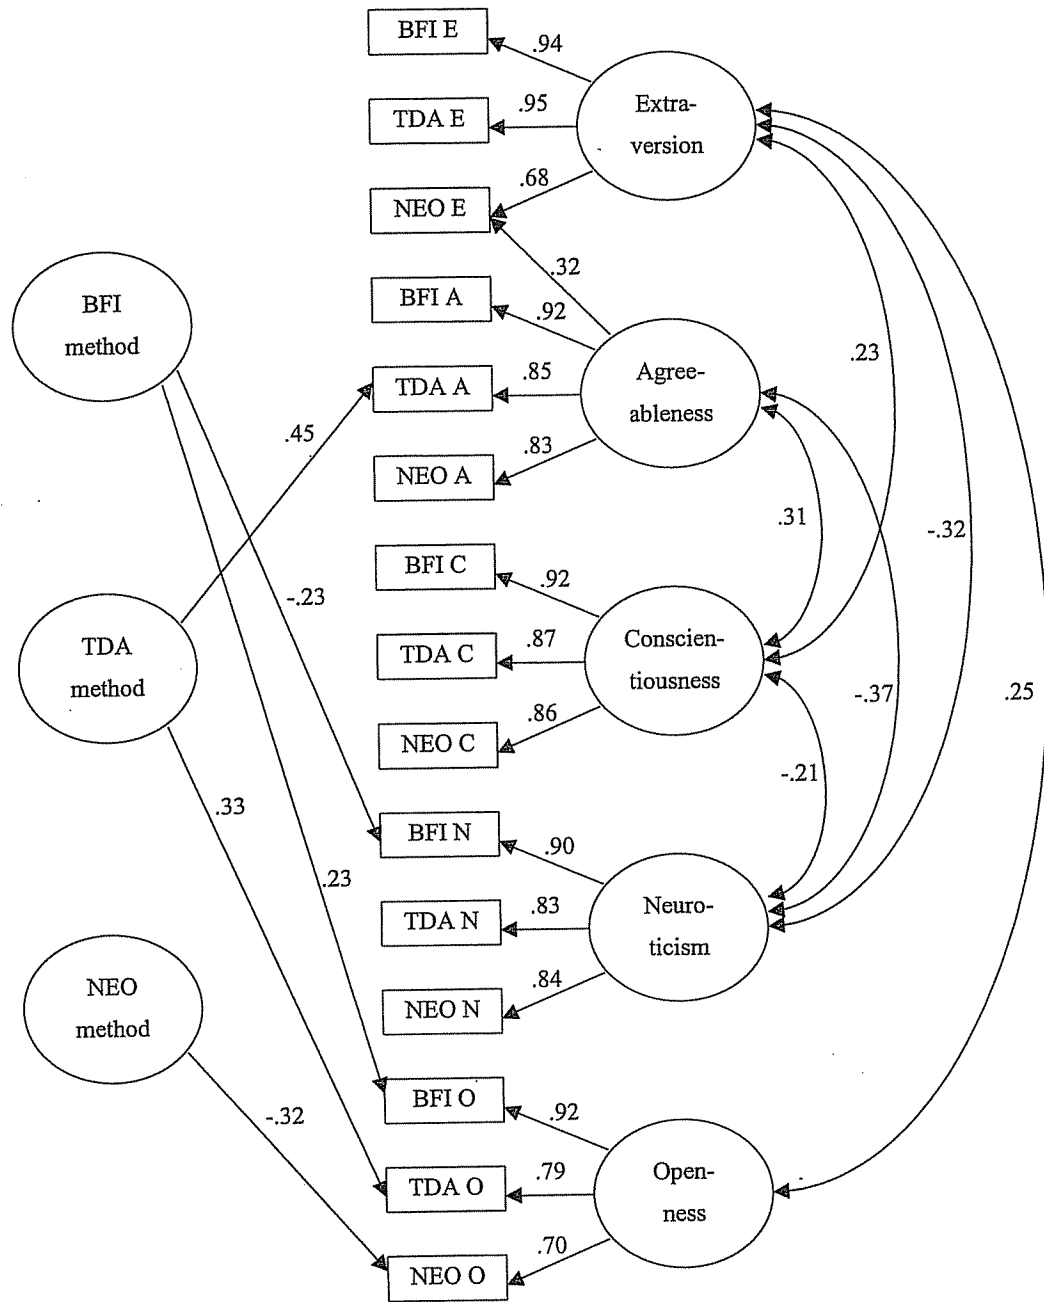 BFI E
.94
Extra-
version
TDA E
.95
NEO E
.68
.32
BFI
method
BFI A
.92
Agree-
ableness
.23
TDA A
.85
.45
NEO A
.83
.31
-.32
BFI C
.92
-.23
TDA
method
TDA C
.87
Conscien-
tiousness
-.37
.25
NEO C
.86
-.21
.33
BFI N
.90
.23
TDA N
.83
Neuro-
ticism
NEO
method
NEO N
.84
BFI O
.92
-.32
TDA O
.79
Open-
ness
NEO O
.70